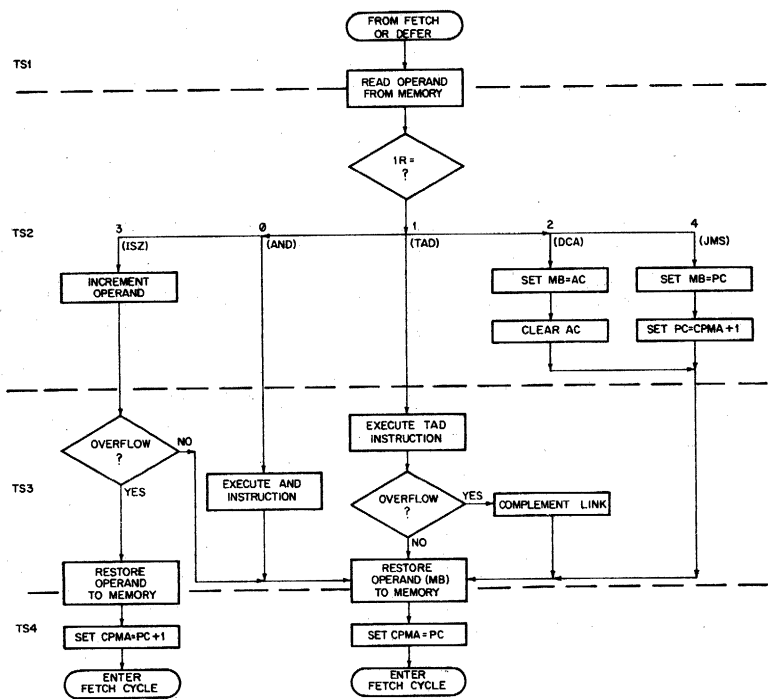 FROM FETCH
OR DEFER
TS1
READ OPERAND
FROM MEMORY
IR=
?
TS2
3
(ISZ)
0
(AND)
1
(TAD)
2
(DCA)
4
(JMS)
INCREMENT
OPERAND
SET MB=AC
SET MB=PC
CLEAR AC
SET PC=CPMA+1
TS3
OVERFLOW
?
NO
YES
EXECUTE AND
INSTRUCTION
EXECUTE TAD
INSTRUCTION
OVERFLOW
?
YES
NO
COMPLEMENT LINK
RESTORE
OPERAND
TO MEMORY
RESTORE
OPERAND (MB)
TO MEMORY
TS4
SET CPMA=PC+1
SET CPMA=PC
ENTER
FETCH CYCLE
ENTER
FETCH CYCLE